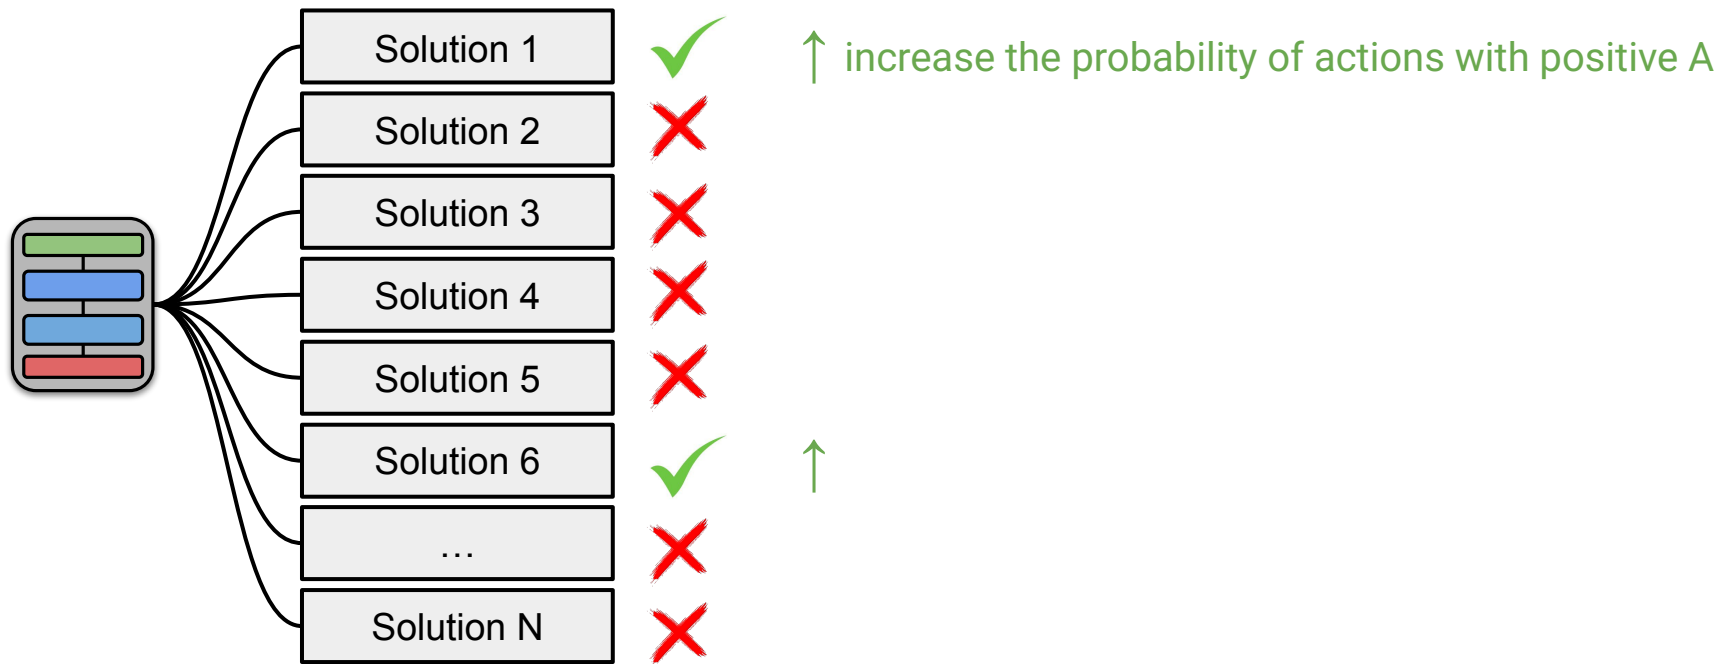 Solution 1
↑ increase the probability of actions with positive A
Solution 2
Solution 3
Solution 4
Solution 5
Solution 6
↑
...
Solution N